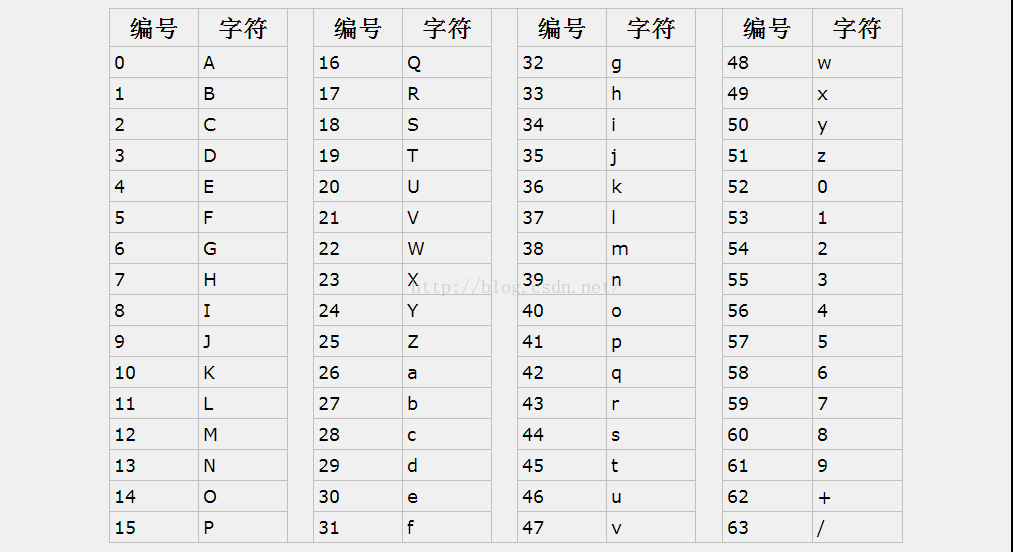 编号 字符 编号 字符 编号 字符 编号 字符
0 A 16 Q 32 g 48 w
1 B 17 R 33 h 49 x
2 C 18 S 34 i 50 y
3 D 19 T 35 j 51 z
4 E 20 U 36 k 52 0
5 F 21 V 37 l 53 1
6 G 22 W 38 m 54 2
7 H 23 X 39 n 55 3
http://blog.csdn.net/
8 I 24 Y 40 o 56 4
9 J 25 Z 41 p 57 5
10 K 26 a 42 q 58 6
11 L 27 b 43 r 59 7
12 M 28 c 44 s 60 8
13 N 29 d 45 t 61 9
14 O 30 e 46 u 62 +
15 P 31 f 47 v 63 /